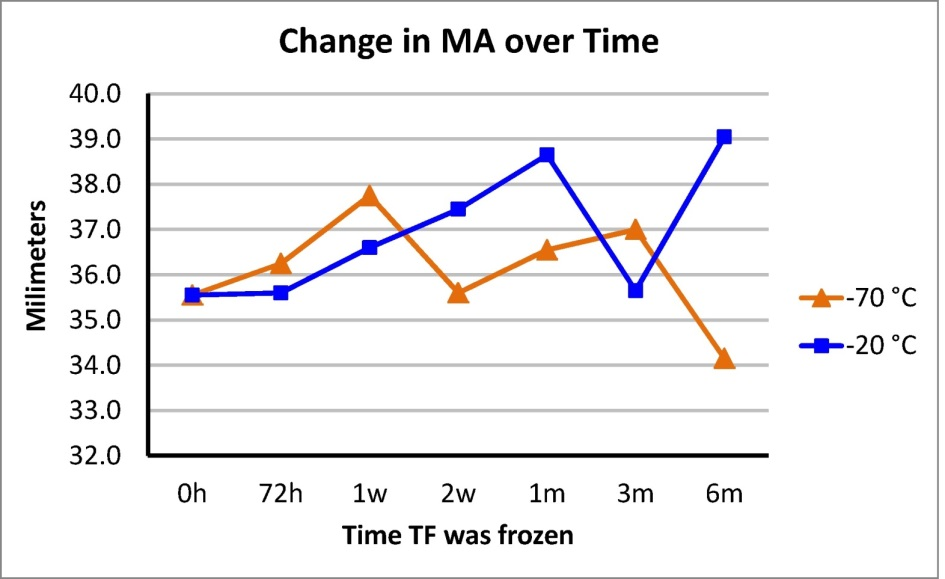 Change in MA over Time
40.0
39.0
38.0
37.0
36.0
35.0
34.0
33.0
32.0
Milimeters
0h 72h 1w 2w 1m 3m 6m
Time TF was frozen
-70 °C
-20 °C